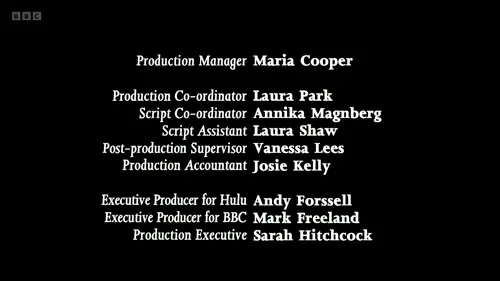 BBC
Production Manager Maria Cooper
Production Co-ordinator Laura Park
Script Co-ordinator Annika Magnberg
Script Assistant Laura Shaw
Post-production Supervisor Vanessa Lees
Production Accountant Josie Kelly
Executive Producer for Hulu Andy Forssell
Executive Producer for BBC Mark Freeland
Production Executive Sarah Hitchcock